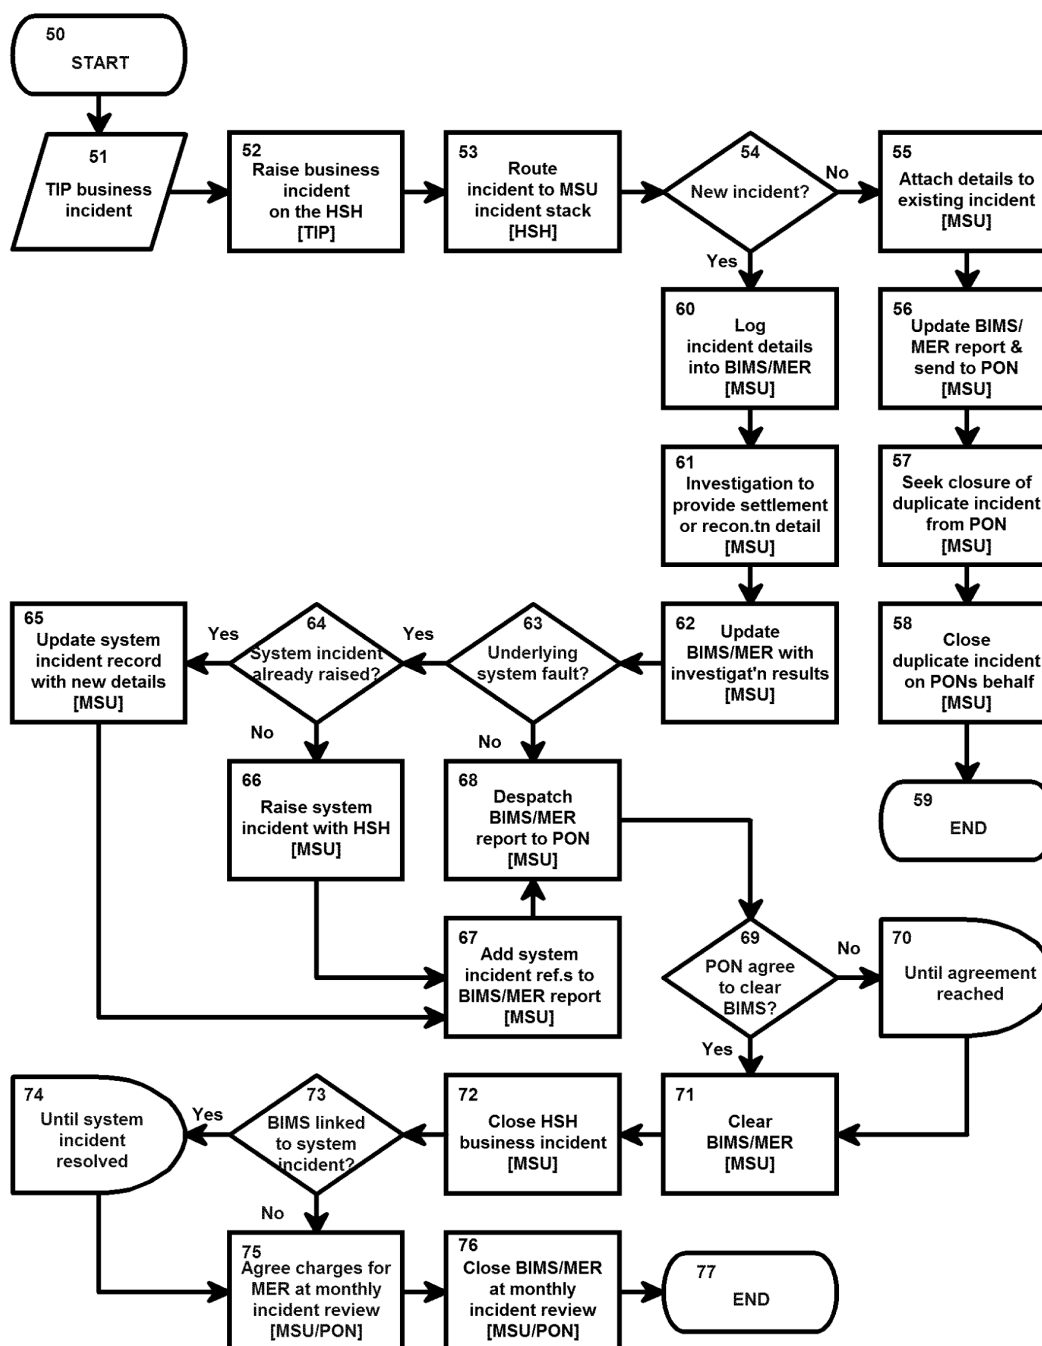 50
START
51
TIP business
incident
52
Raise business
incident
on the HSH
[TIP]
53
Route
incident to MSU
incident stack
[HSH]
54
New incident?
No
Yes
55
Attach details to
existing incident
[MSU]
60
Log
incident details
into BIMS/MER
[MSU]
56
Update BIMS/
MER report &
send to PON
[MSU]
61
Investigation to
provide settlement
or recon.tn detail
[MSU]
57
Seek closure of
duplicate incident
from PON
[MSU]
65
Update system
incident record
with new details
[MSU]
Yes
64
System incident
already raised?
No
Yes
63
Underlying
system fault?
No
62
Update
BIMS/MER with
investigat'n results
[MSU]
58
Close
duplicate incident
on PONs behalf
[MSU]
66
Raise system
incident with HSH
[MSU]
68
Despatch
BIMS/MER
report to PON
[MSU]
59
END
67
Add system
incident ref.s to
BIMS/MER report
[MSU]
69
PON agree
to clear
BIMS?
No
Yes
70
Until agreement
reached
74
Until system
incident
resolved
Yes
73
BIMS linked
to system
incident?
No
72
Close HSH
business incident
[MSU]
71
Clear
BIMS/MER
[MSU]
75
Agree charges for
MER at monthly
incident review
[MSU/PON]
76
Close BIMS/MER
at monthly
incident review
[MSU/PON]
77
END